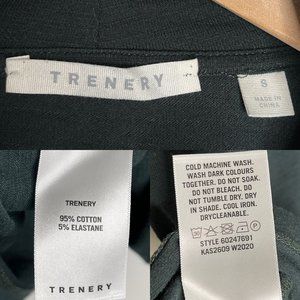 TRENERY
S
MADE IN
CHINA
TRENERY
95% COTTON
5% ELASTANE
TRENERY
COLD MACHINE WASH.
WASH DARK COLOURS
TOGETHER. DO NOT SOAK.
DO NOT BLEACH. DO
NOT TUMBLE DRY. DRY
IN SHADE. COOL IRON.
DRYCLEANABLE.
STYLE 60247691
KAS2609 W2020